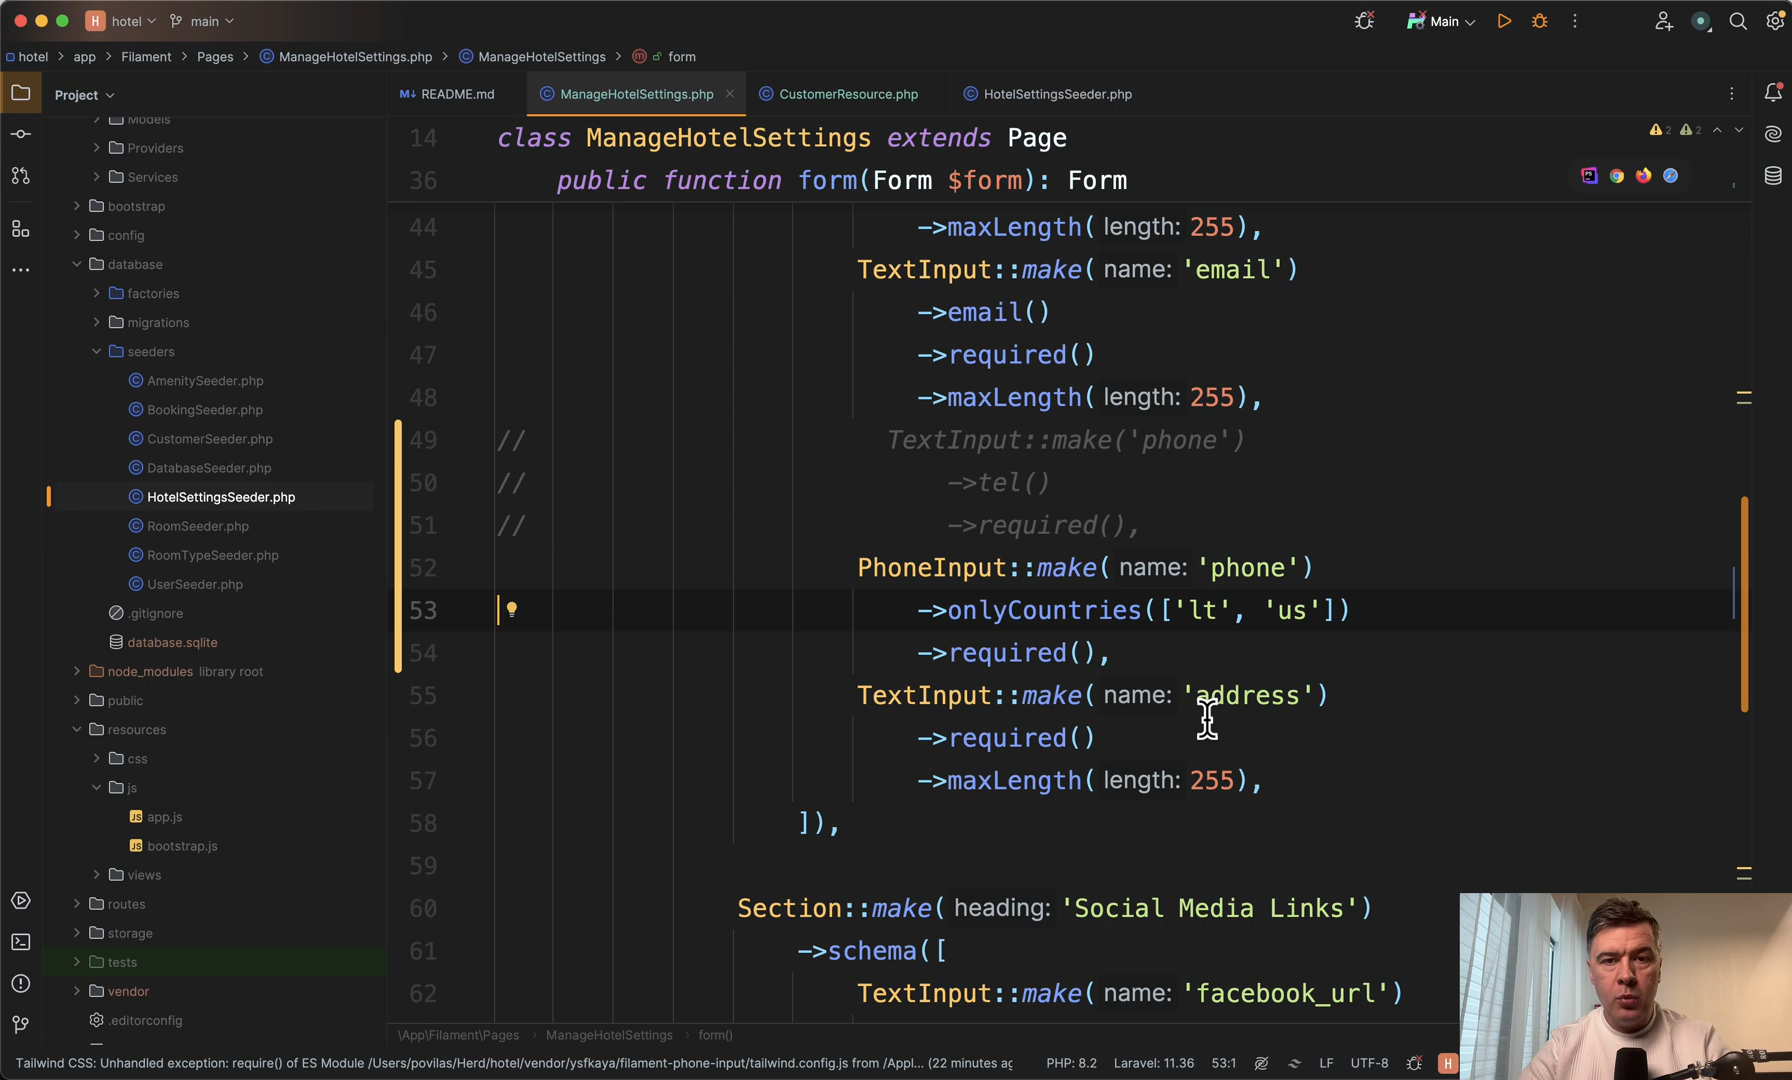 H hotel main Main
hotel > app > Filament > Pages > ManageHotelSettings.php > ManageHotelSettings > form
Project
README.md ManageHotelSettings.php CustomerResource.php HotelSettingsSeeder.php
Models
Providers
Services
bootstrap
config
database
factories
migrations
seeders
AmenitySeeder.php
BookingSeeder.php
CustomerSeeder.php
DatabaseSeeder.php
HotelSettingsSeeder.php
RoomSeeder.php
RoomTypeSeeder.php
UserSeeder.php
.gitignore
database.sqlite
node_modules library root
public
resources
css
js
app.js
bootstrap.js
views
routes
storage
tests
vendor
.editorconfig
2 2
14 class ManageHotelSettings extends Page
36 public function form(Form $form): Form
44 ->maxLength( length: 255),
45 TextInput::make( name: 'email')
46 ->email()
47 ->required()
48 ->maxLength( length: 255),
49 // TextInput::make('phone')
50 // ->tel()
51 // ->required(),
52 PhoneInput::make( name: 'phone')
53 ->onlyCountries(['lt', 'us'])
54 ->required(),
55 TextInput::make( name: 'address')
56 ->required()
57 ->maxLength( length: 255),
58 ]),
59
60 Section::make( heading: 'Social Media Links')
61 ->schema([
62 TextInput::make( name: 'facebook_url')
\App\Filament\Pages > ManageHotelSettings > form()
Tailwind CSS: Unhandled exception: require() of ES Module /Users/povilas/Herd/hotel/vendor/ysfkaya/filament-phone-input/tailwind.config.js from /Appl... (22 minutes ag PHP: 8.2 Laravel: 11.36 53:1 LF UTF-8 H